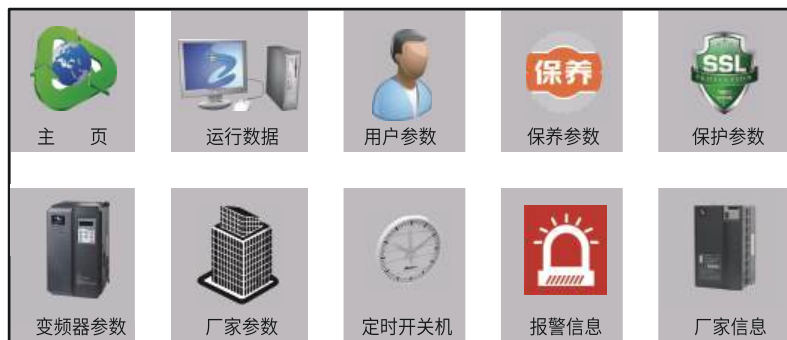 保养
SSL
主 页
运行数据
用户参数
保养参数
保护参数
变频器参数
厂家参数
定时开关机
报警信息
厂家信息